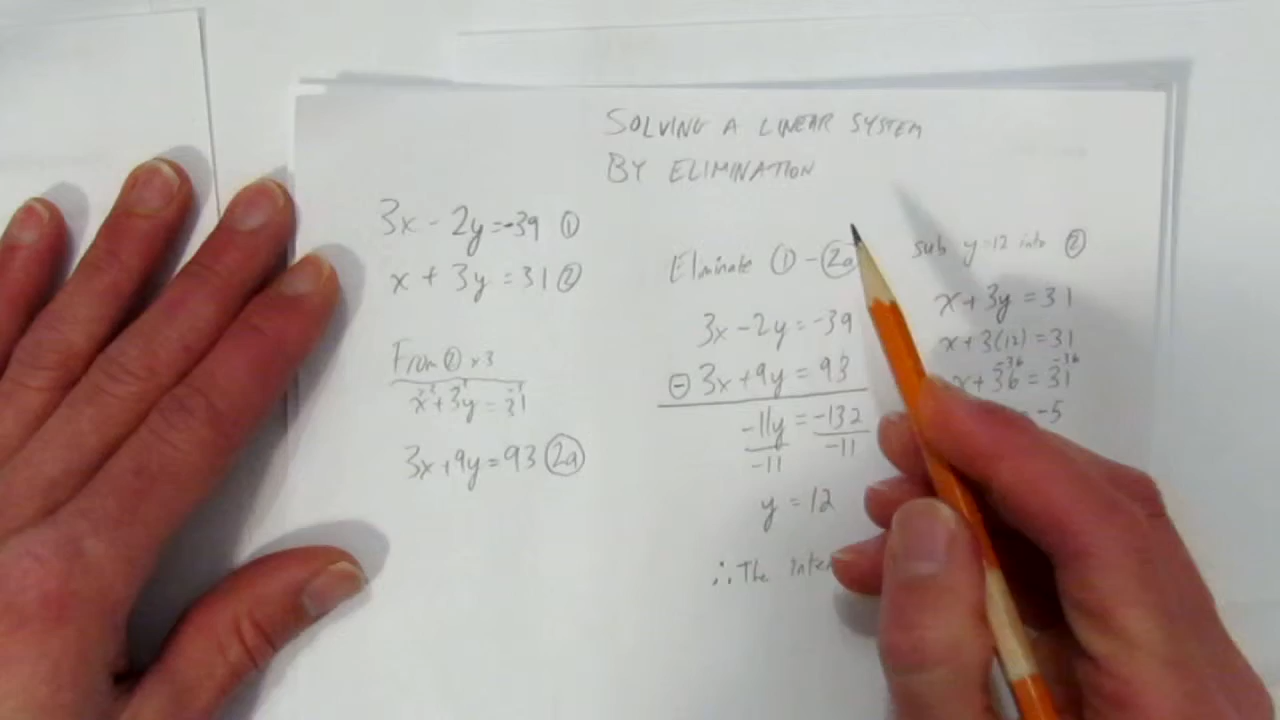 SOLVING A LINEAR SYSTEM
BY ELIMINATION
3x - 2y = -39 ①
x + 3y = 31 ②
From ② x3
x + 3y = 31
3x + 9y = 93 (2a)
Eliminate ① - (2a)
3x - 2y = -39
⊖ 3x + 9y = 93
-11y = -132
-11 -11
y = 12
∴ The
sub y=12 into ②
x + 3y = 31
x + 3(12) = 31
-36 -36
x + 36 = 31
= -5